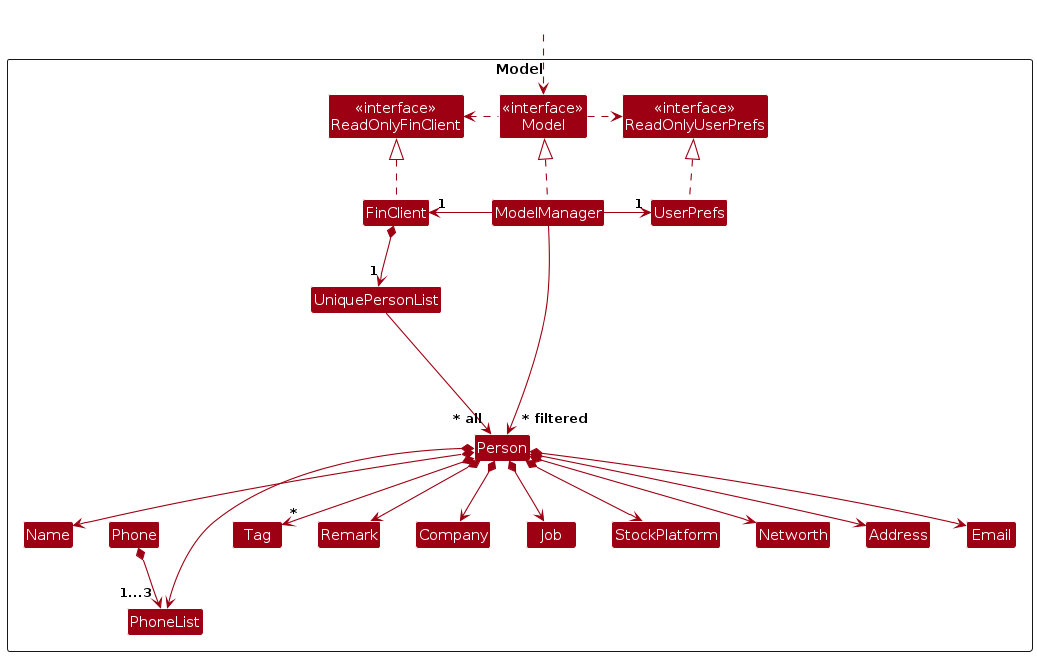 Model
«interface»
ReadOnlyFinClient
«interface»
Model
«interface»
ReadOnlyUserPrefs
FinClient
1
ModelManager
1
UserPrefs
1
UniquePersonList
* all
* filtered
Person
*
Name
Phone
Tag
Remark
Company
Job
StockPlatform
Networth
Address
Email
1...3
PhoneList